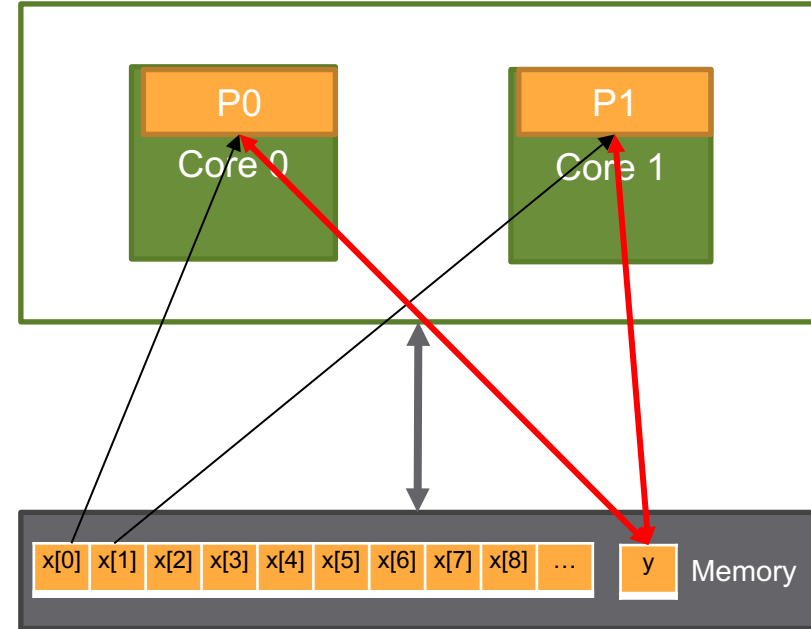 P0
Core 0
P1
Core 1
x[0] x[1] x[2] x[3] x[4] x[5] x[6] x[7] x[8] … y Memory